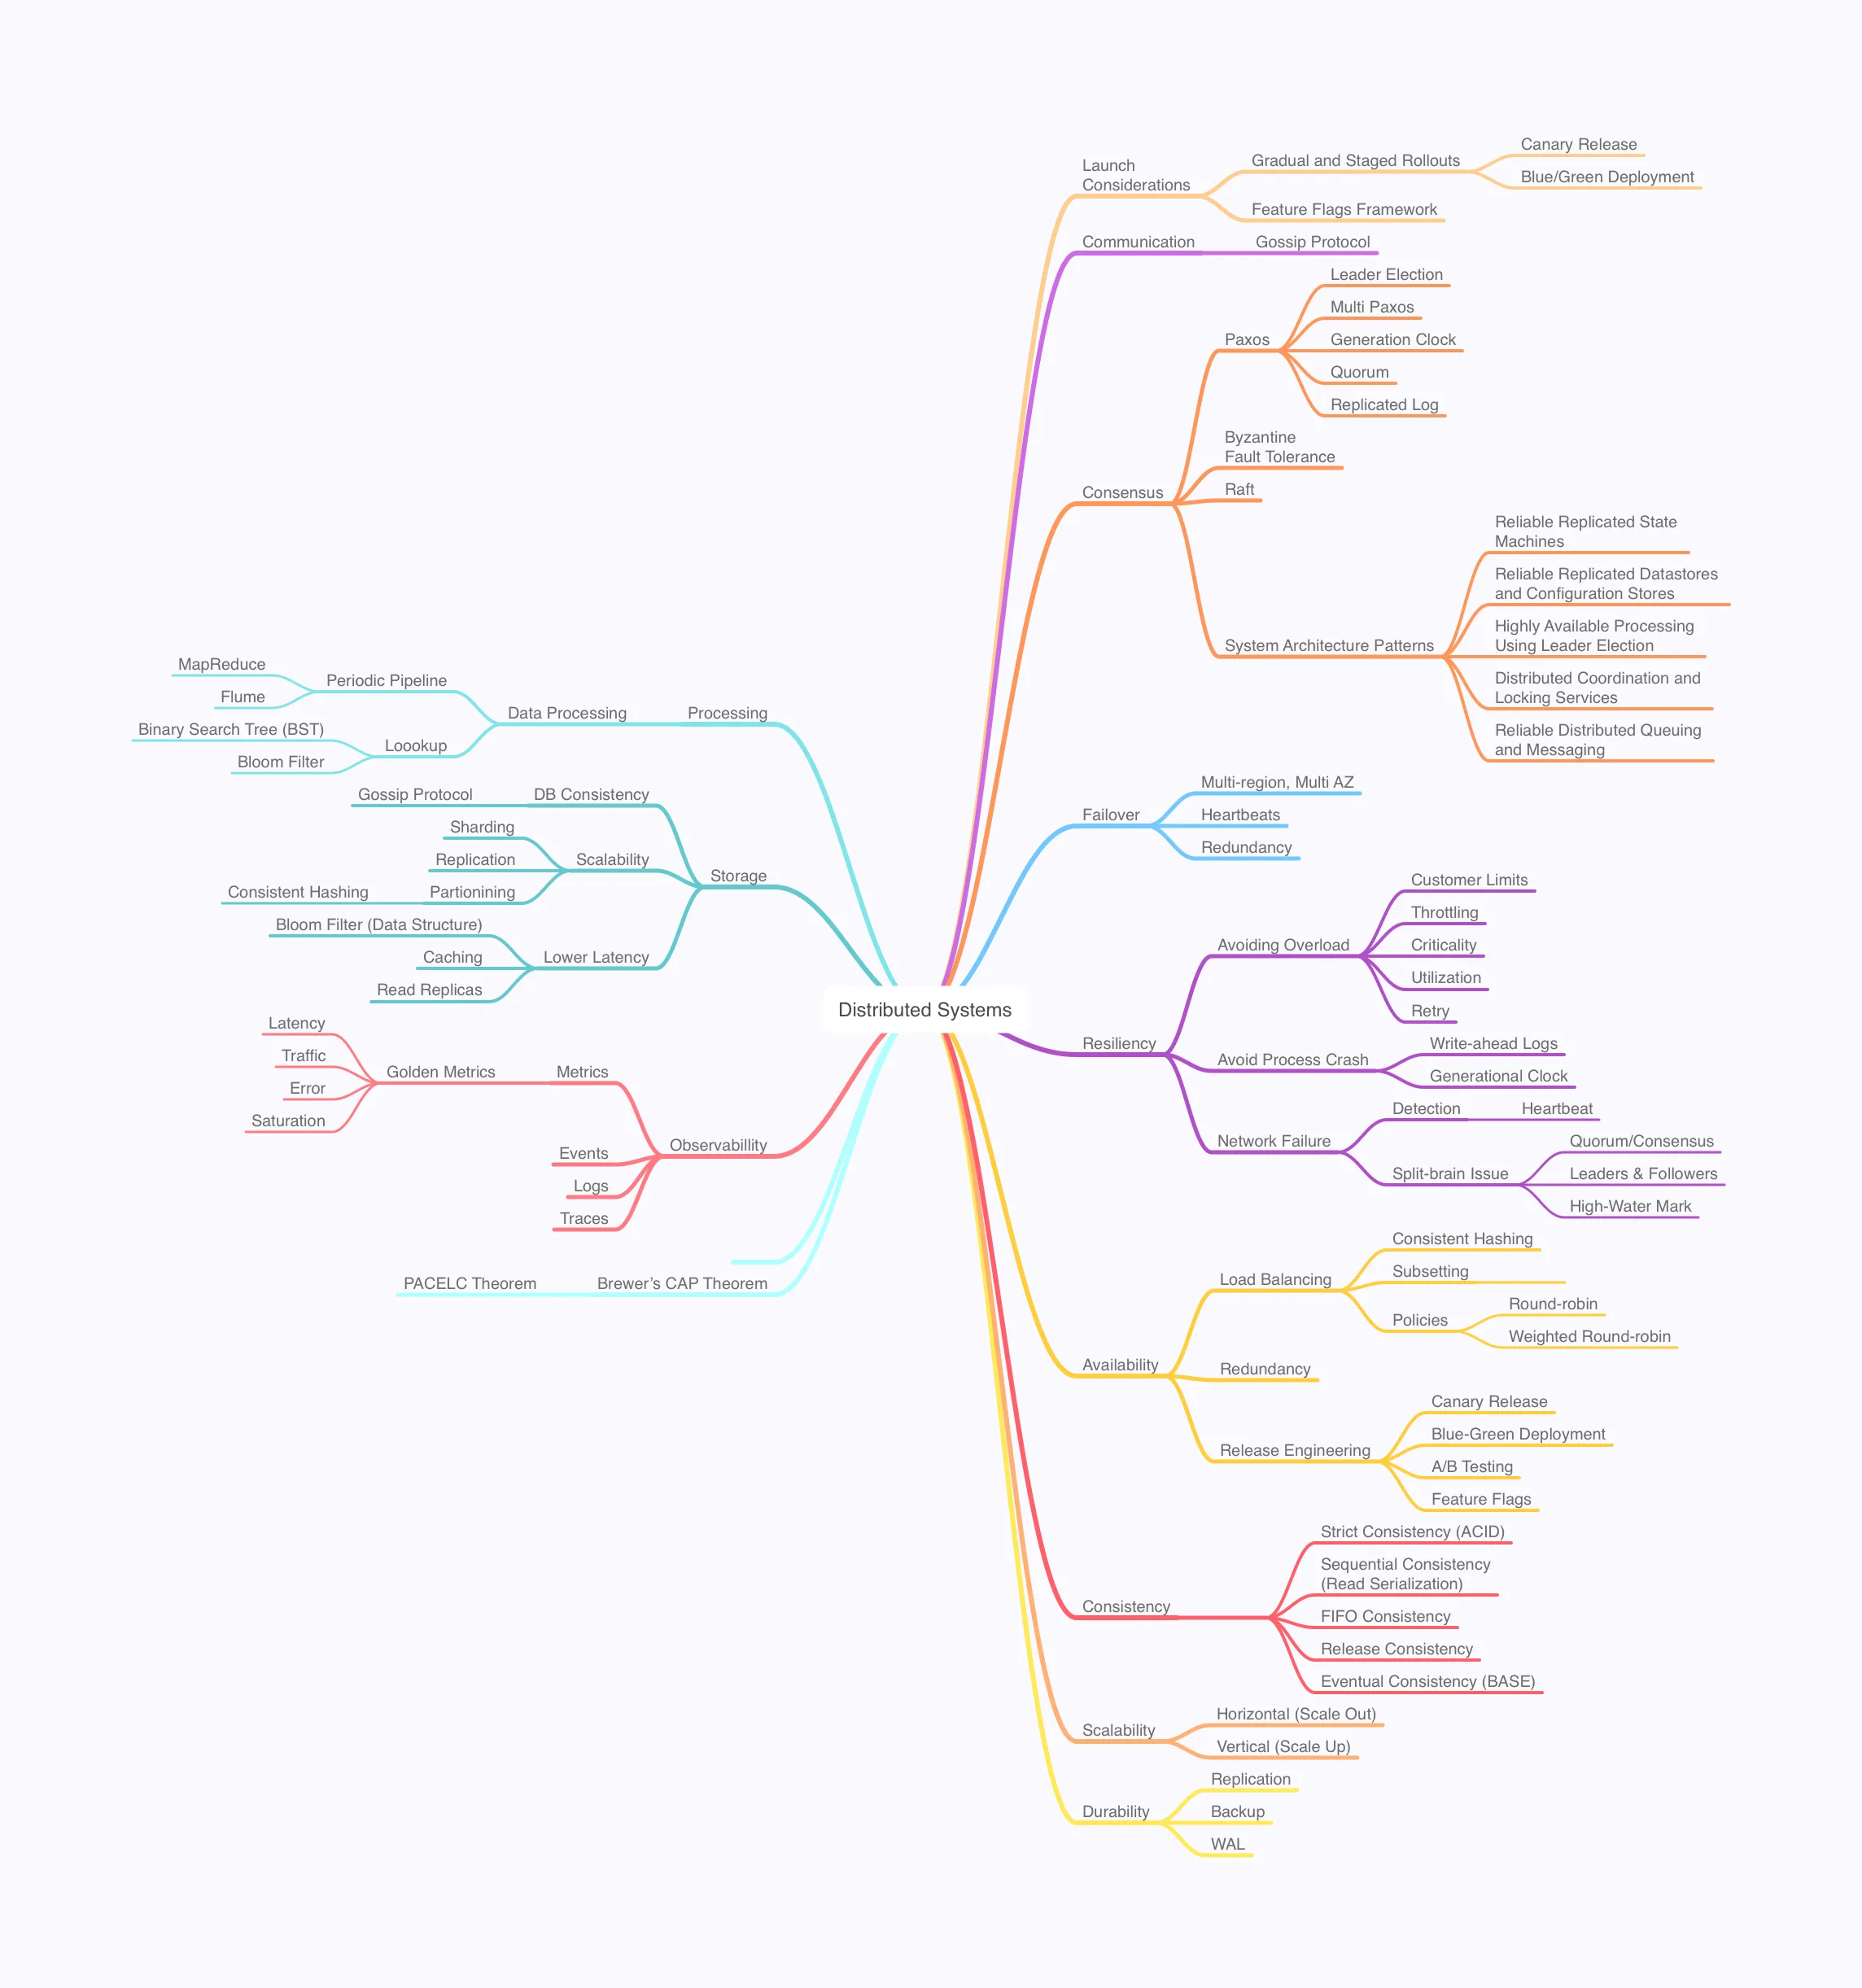 Distributed Systems
Launch
Considerations
Gradual and Staged Rollouts
Canary Release
Blue/Green Deployment
Feature Flags Framework
Communication
Gossip Protocol
Consensus
Paxos
Leader Election
Multi Paxos
Generation Clock
Quorum
Replicated Log
Byzantine
Fault Tolerance
Raft
System Architecture Patterns
Reliable Replicated State
Machines
Reliable Replicated Datastores
and Configuration Stores
Highly Available Processing
Using Leader Election
Distributed Coordination and
Locking Services
Reliable Distributed Queuing
and Messaging
Failover
Multi-region, Multi AZ
Heartbeats
Redundancy
Resiliency
Avoiding Overload
Customer Limits
Throttling
Criticality
Utilization
Retry
Avoid Process Crash
Write-ahead Logs
Generational Clock
Network Failure
Detection
Heartbeat
Split-brain Issue
Quorum/Consensus
Leaders & Followers
High-Water Mark
Availability
Load Balancing
Consistent Hashing
Subsetting
Policies
Round-robin
Weighted Round-robin
Redundancy
Release Engineering
Canary Release
Blue-Green Deployment
A/B Testing
Feature Flags
Consistency
Strict Consistency (ACID)
Sequential Consistency
(Read Serialization)
FIFO Consistency
Release Consistency
Eventual Consistency (BASE)
Scalability
Horizontal (Scale Out)
Vertical (Scale Up)
Durability
Replication
Backup
WAL
Processing
Data Processing
Periodic Pipeline
MapReduce
Flume
Loookup
Binary Search Tree (BST)
Bloom Filter
Storage
DB Consistency
Gossip Protocol
Scalability
Sharding
Replication
Partionining
Consistent Hashing
Lower Latency
Bloom Filter (Data Structure)
Caching
Read Replicas
Observabillity
Metrics
Golden Metrics
Latency
Traffic
Error
Saturation
Events
Logs
Traces
Brewer’s CAP Theorem
PACELC Theorem